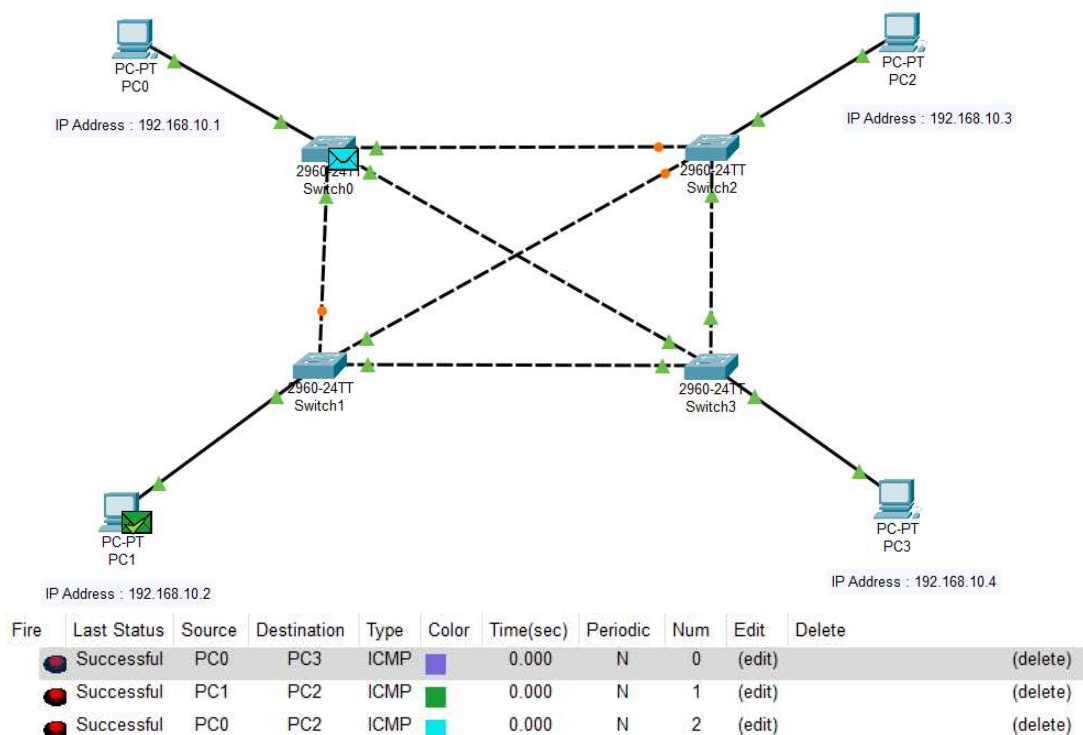 PC-PT
PC0
IP Address : 192.168.10.1
PC-PT
PC2
IP Address : 192.168.10.3
2960-24TT
Switch0
2960-24TT
Switch2
2960-24TT
Switch1
2960-24TT
Switch3
PC-PT
PC1
IP Address : 192.168.10.2
PC-PT
PC3
IP Address : 192.168.10.4
Fire Last Status Source Destination Type Color Time(sec) Periodic Num Edit Delete
Successful PC0 PC3 ICMP 0.000 N 0 (edit) (delete)
Successful PC1 PC2 ICMP 0.000 N 1 (edit) (delete)
Successful PC0 PC2 ICMP 0.000 N 2 (edit) (delete)